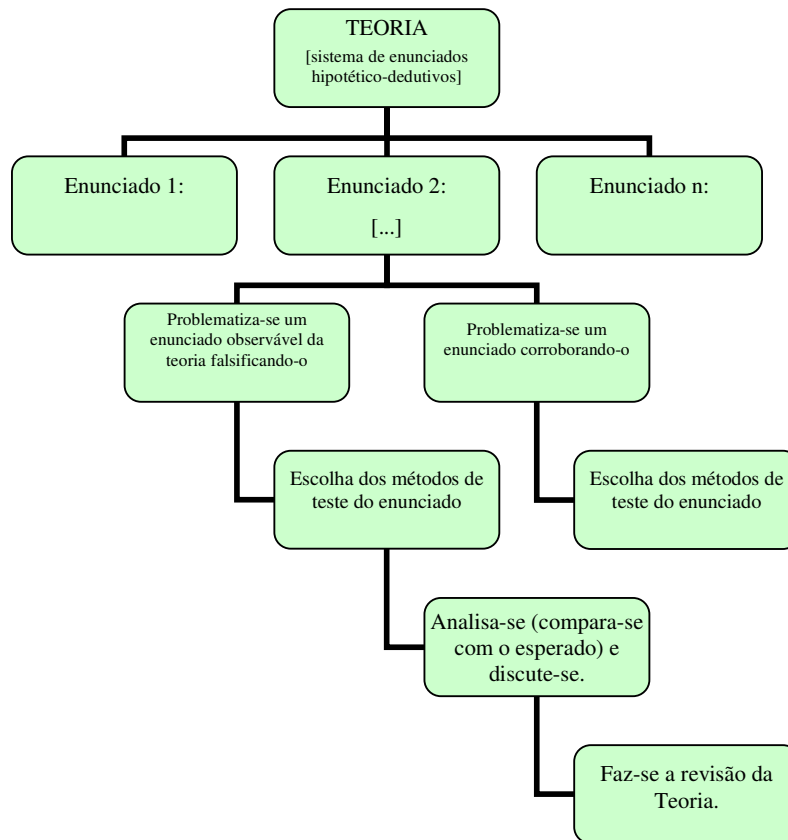 TEORIA
[sistema de enunciados
hipotético-dedutivos]
Enunciado 1:
Enunciado 2:
[...]
Enunciado n:
Problematiza-se um
enunciado observável da
teoria falsificando-o
Problematiza-se um
enunciado corroborando-o
Escolha dos métodos de
teste do enunciado
Escolha dos métodos de
teste do enunciado
Analisa-se (compara-se
com o esperado) e
discute-se.
Faz-se a revisão da
Teoria.